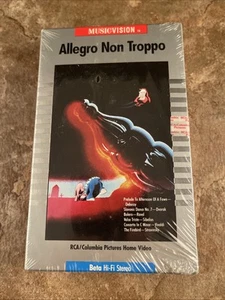 MUSICVISION
Allegro Non Troppo
Prelude To Afternoon Of A Faun—
Debussy
Slavonic Dance No. 7—Dvorak
Bolero—Ravel
Valse Triste—Sibelius
Concerto In C Minor—Vivaldi
The Firebird—Stravinsky
RCA/Columbia Pictures Home Video
Beta Hi-Fi Stereo